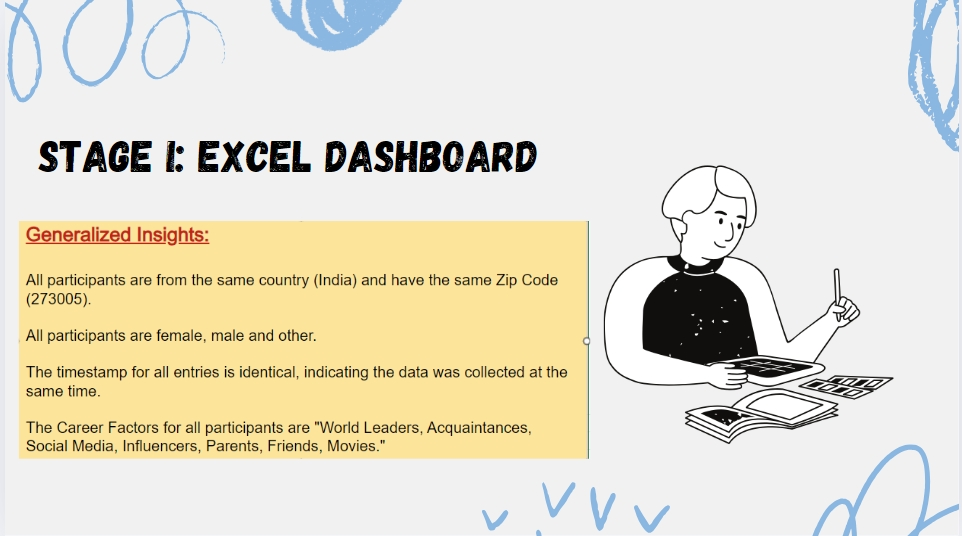 STAGE 1: EXCEL DASHBOARD
Generalized Insights:
All participants are from the same country (India) and have the same Zip Code
(273005).
All participants are female, male and other.
The timestamp for all entries is identical, indicating the data was collected at the
same time.
The Career Factors for all participants are "World Leaders, Acquaintances,
Social Media, Influencers, Parents, Friends, Movies."